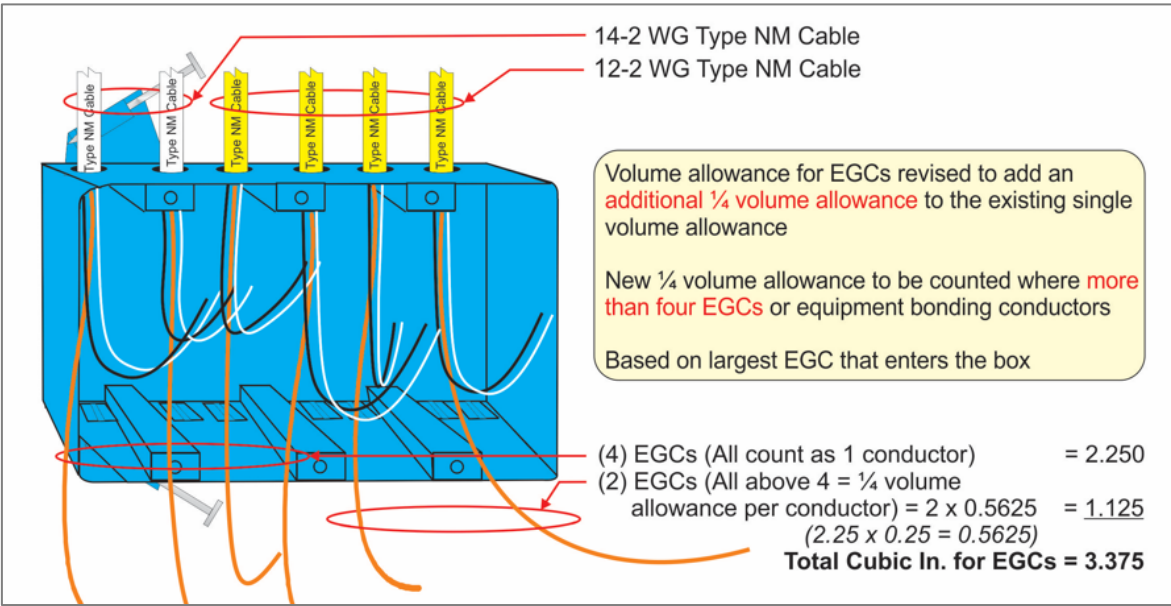 14-2 WG Type NM Cable
12-2 WG Type NM Cable
Type NM Cable
Type NM Cable
Type NM Cable
Type NM Cable
Type NM Cable
Type NM Cable
Volume allowance for EGCs revised to add an
additional ¼ volume allowance to the existing single
volume allowance
New ¼ volume allowance to be counted where more
than four EGCs or equipment bonding conductors
Based on largest EGC that enters the box
(4) EGCs (All count as 1 conductor) = 2.250
(2) EGCs (All above 4 = ¼ volume
allowance per conductor) = 2 x 0.5625 = 1.125
(2.25 x 0.25 = 0.5625)
Total Cubic In. for EGCs = 3.375